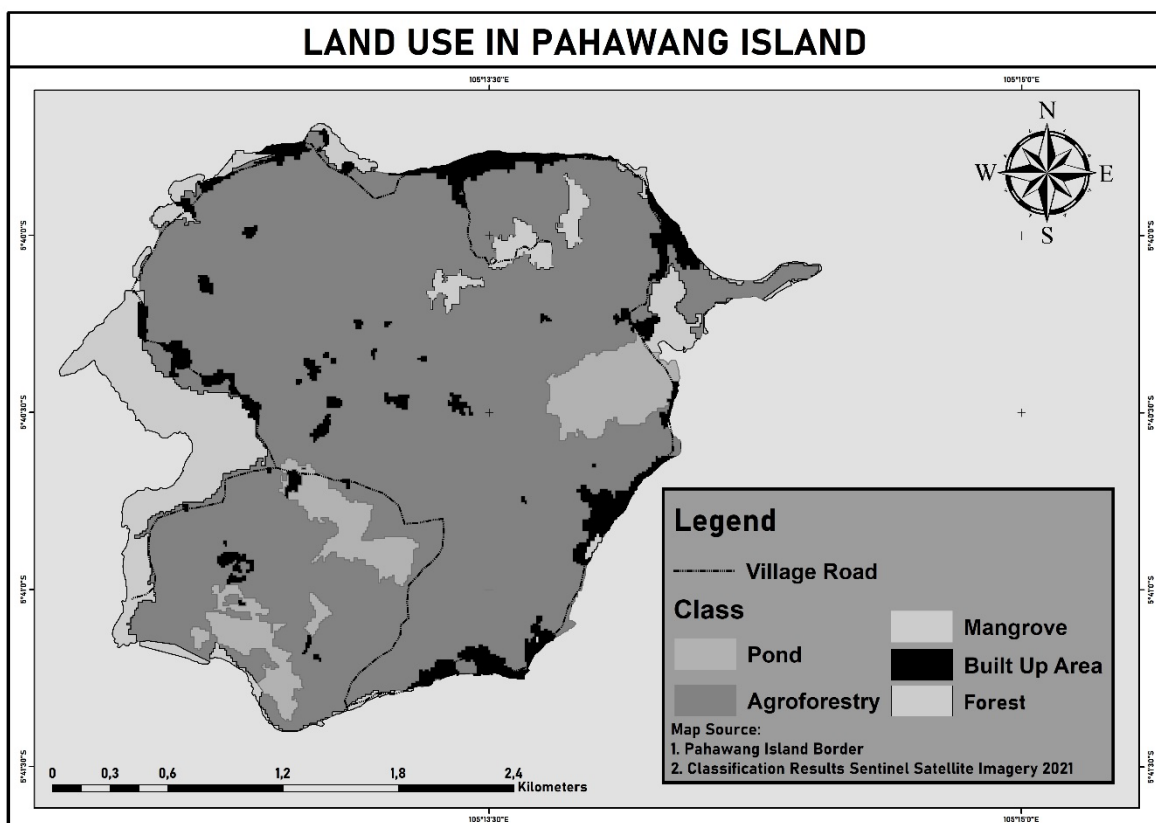 LAND USE IN PAHAWANG ISLAND
105°13'30"E
105°15'0"E
N
W
E
S
5°40'0"S
5°40'0"S
5°40'30"S
5°40'30"S
5°41'0"S
5°41'0"S
5°41'30"S
5°41'30"S
Legend
Village Road
Class
Pond
Agroforestry
Mangrove
Built Up Area
Forest
Map Source:
1. Pahawang Island Border
2. Classification Results Sentinel Satellite Imagery 2021
0 0,3 0,6 1,2 1,8 2,4
Kilometers
105°13'30"E
105°15'0"E